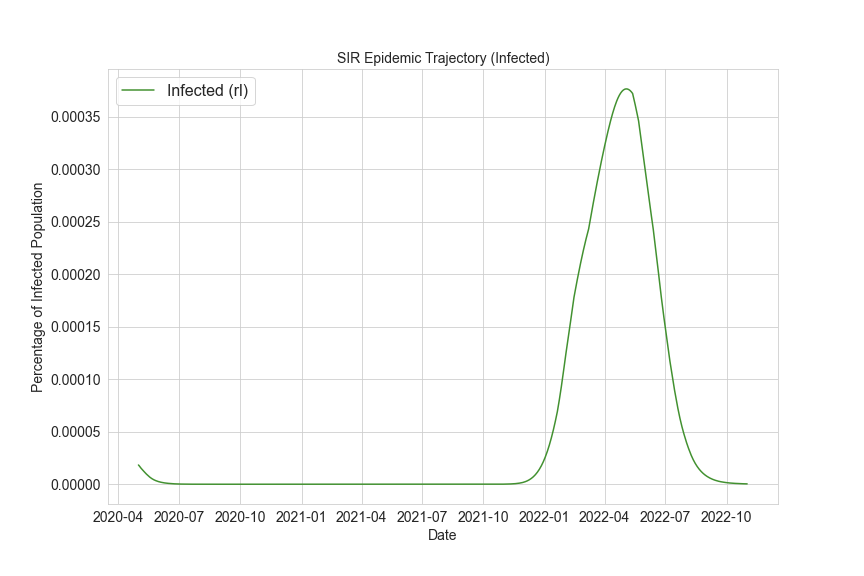 SIR Epidemic Trajectory (Infected)
Infected (rI)
Percentage of Infected Population
0.00035
0.00030
0.00025
0.00020
0.00015
0.00010
0.00005
0.00000
2020-04 2020-07 2020-10 2021-01 2021-04 2021-07 2021-10 2022-01 2022-04 2022-07 2022-10
Date